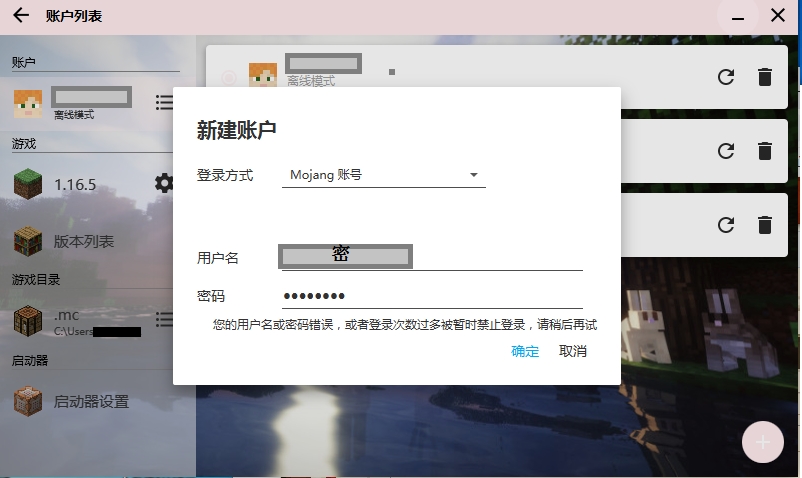 账户列表
账户
离线模式
游戏
1.16.5
版本列表
游戏目录
.mc
C:\Users
启动器
启动器设置
离线模式
新建账户
登录方式 Mojang 账号
用户名 密
密码 ••••••••
您的用户名或密码错误，或者登录次数过多被暂时禁止登录，请稍后再试
确定 取消